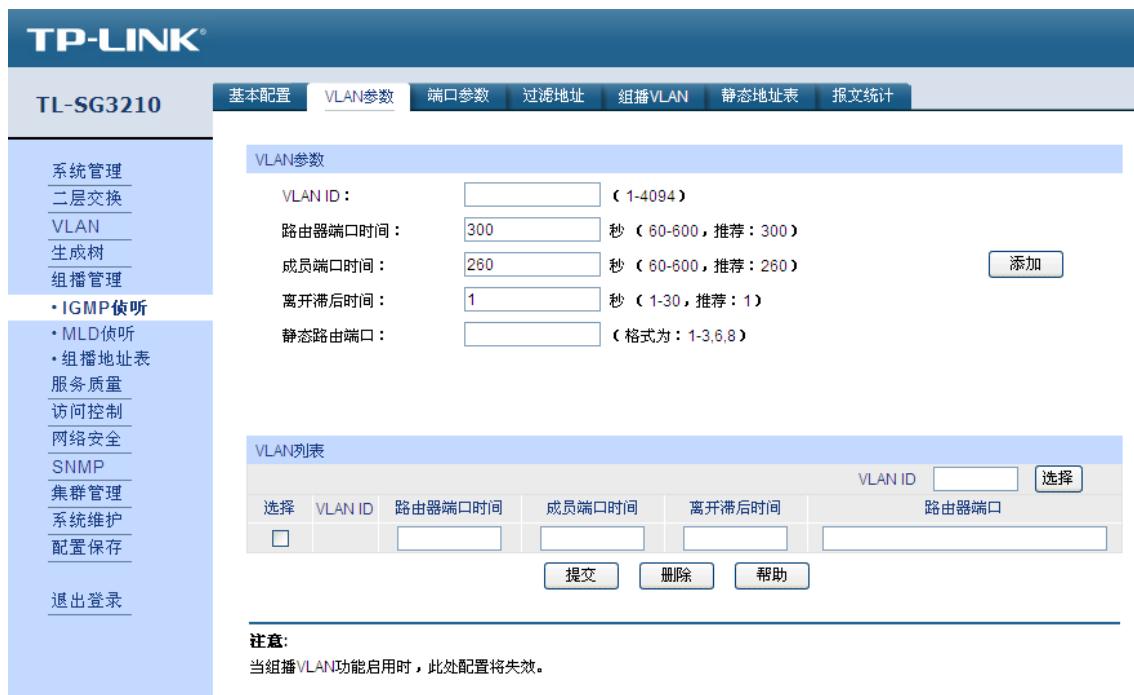 TP-LINK®
TL-SG3210
基本配置 VLAN参数 端口参数 过滤地址 组播VLAN 静态地址表 报文统计
系统管理
二层交换
VLAN
生成树
组播管理
·IGMP侦听
·MLD侦听
·组播地址表
服务质量
访问控制
网络安全
SNMP
集群管理
系统维护
配置保存
退出登录
VLAN参数
VLAN ID: (1-4094)
路由器端口时间: 300 秒 (60-600,推荐:300)
成员端口时间: 260 秒 (60-600,推荐:260)
添加
离开滞后时间: 1 秒 (1-30,推荐:1)
静态路由端口: (格式为:1-3,6,8)
VLAN列表
VLAN ID 选择
选择 VLAN ID 路由器端口时间 成员端口时间 离开滞后时间 路由器端口
提交 删除 帮助
注意:
当组播VLAN功能启用时,此处配置将失效。